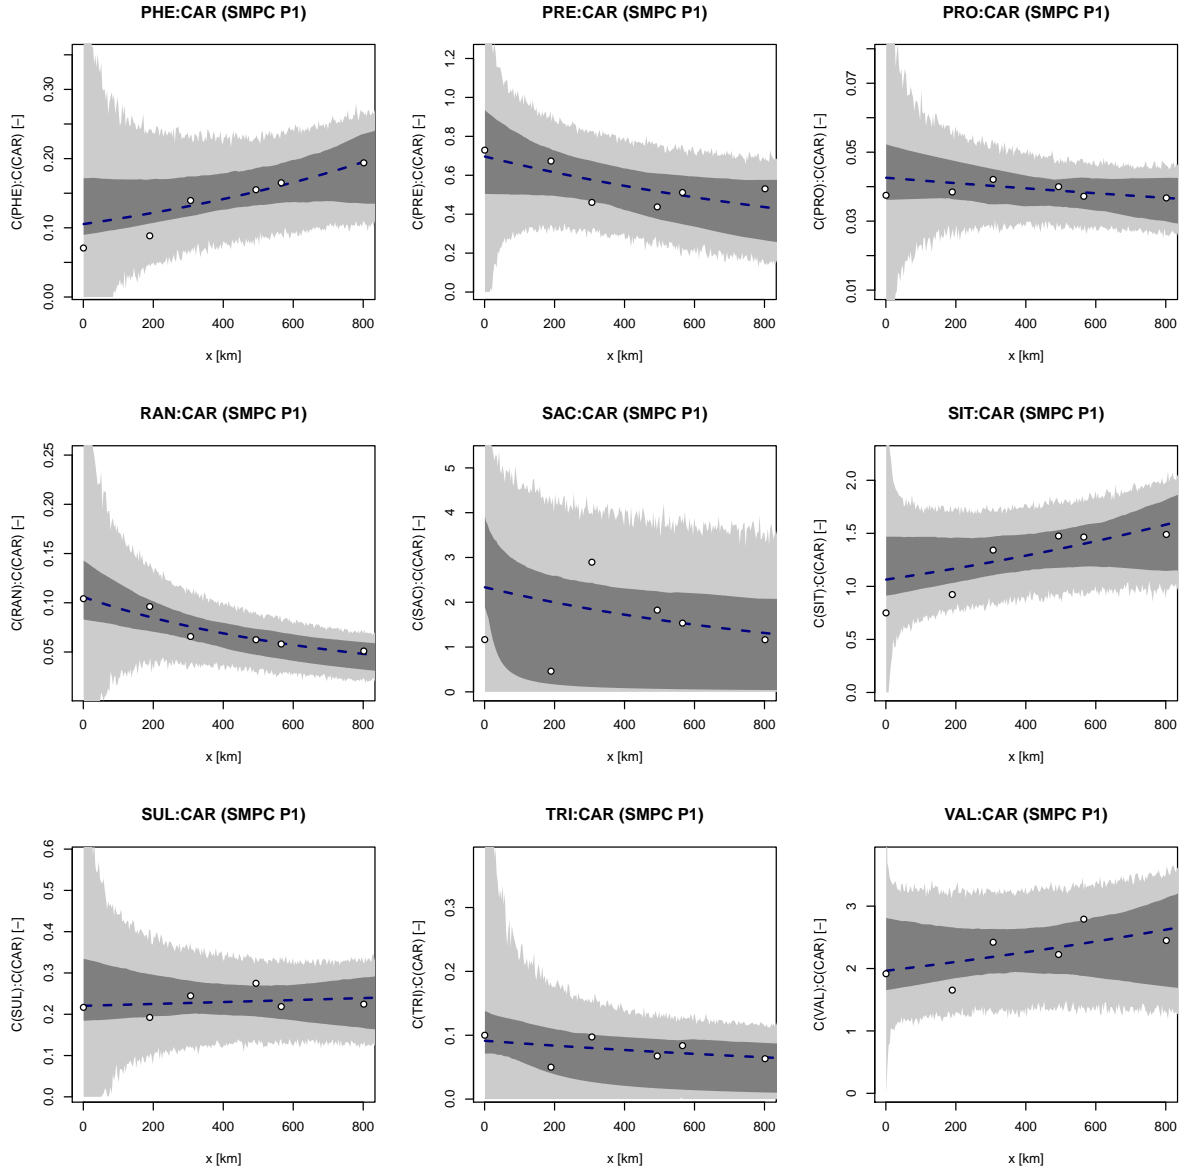 PHE:CAR (SMPC P1)
C(PHE):C(CAR) [−]
0.00 0.10 0.20 0.30
0 200 400 600 800
x [km]
PRE:CAR (SMPC P1)
C(PRE):C(CAR) [−]
0.0 0.2 0.4 0.6 0.8 1.0 1.2
0 200 400 600 800
x [km]
PRO:CAR (SMPC P1)
C(PRO):C(CAR) [−]
0.01 0.03 0.05 0.07
0 200 400 600 800
x [km]
RAN:CAR (SMPC P1)
C(RAN):C(CAR) [−]
0.05 0.10 0.15 0.20 0.25
0 200 400 600 800
x [km]
SAC:CAR (SMPC P1)
C(SAC):C(CAR) [−]
0 1 2 3 4 5
0 200 400 600 800
x [km]
SIT:CAR (SMPC P1)
C(SIT):C(CAR) [−]
0.0 0.5 1.0 1.5 2.0
0 200 400 600 800
x [km]
SUL:CAR (SMPC P1)
C(SUL):C(CAR) [−]
0.0 0.1 0.2 0.3 0.4 0.5 0.6
0 200 400 600 800
x [km]
TRI:CAR (SMPC P1)
C(TRI):C(CAR) [−]
0.0 0.1 0.2 0.3
0 200 400 600 800
x [km]
VAL:CAR (SMPC P1)
C(VAL):C(CAR) [−]
0 1 2 3
0 200 400 600 800
x [km]